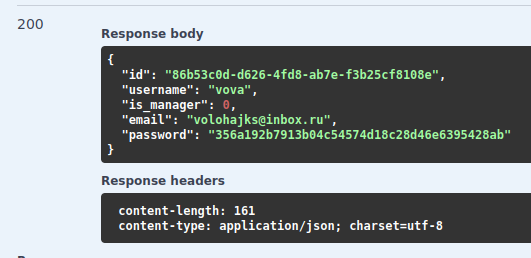 200
Response body
{
"id": "86b53c0d-d626-4fd8-ab7e-f3b25cf8108e",
"username": "vova",
"is_manager": 0,
"email": "volohajks@inbox.ru",
"password": "356a192b7913b04c54574d18c28d46e6395428ab"
}
Response headers
content-length: 161
content-type: application/json; charset=utf-8